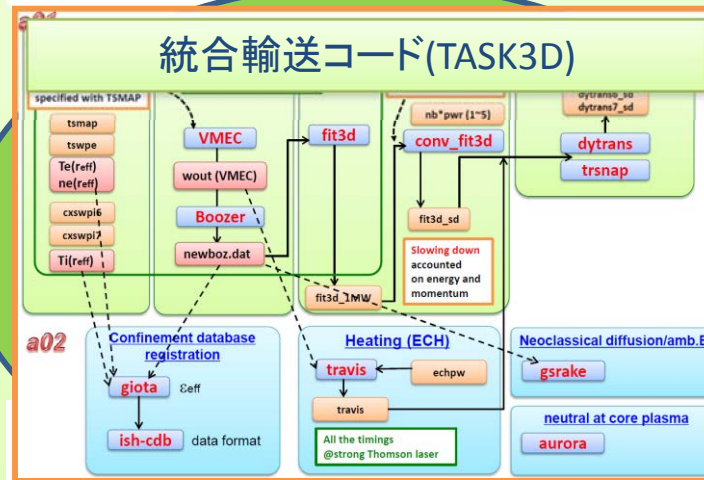 統合輸送コード(TASK3D)
specified with TSMAP
tsmap
tswpe
Te(reff)
ne(reff)
cxswpi6
cxswpi7
Ti(reff)
VMEC
wout (VMEC)
Boozer
newboz.dat
fit3d
fit3d_1MW
nb*pwr (1~5)
conv_fit3d
fit3d_sd
Slowing down
accounted
on energy and
momentum
dytrans7_sd
dytrans
trsnap
a02
Confinement database
registration
giota
εeff
ish-cdb
data format
Heating (ECH)
travis
echpw
travis
All the timings
@strong Thomson laser
Neoclassical diffusion/amb.E
gsrake
neutral at core plasma
aurora